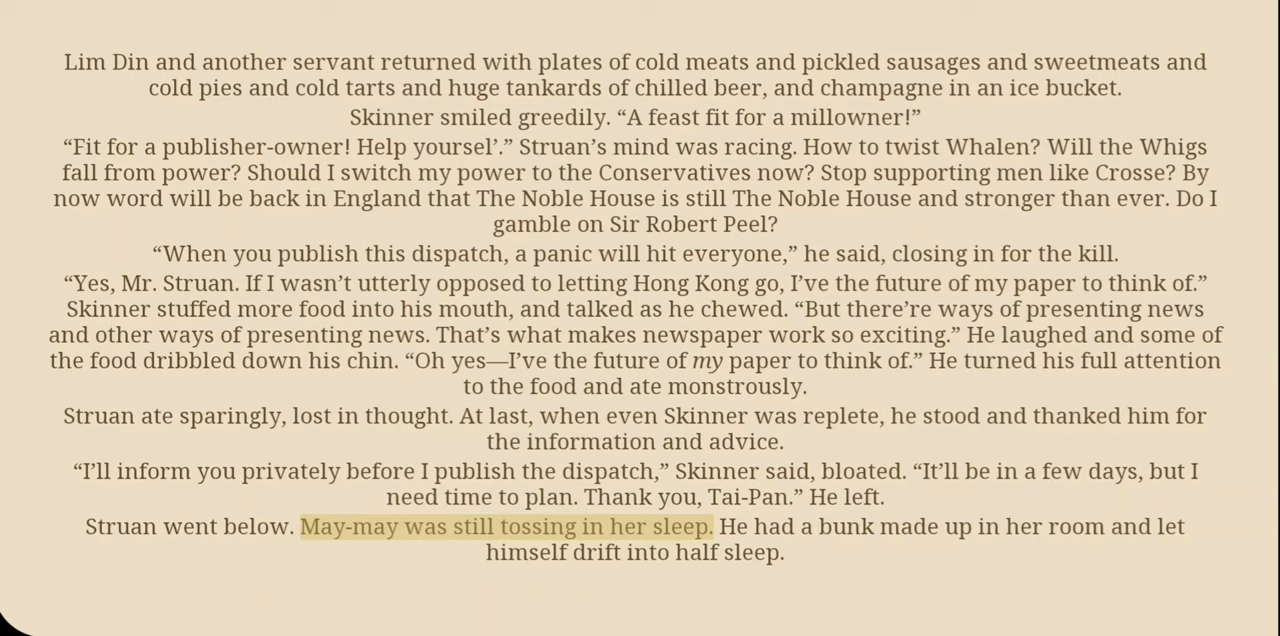 Lim Din and another servant returned with plates of cold meats and pickled sausages and sweetmeats and
cold pies and cold tarts and huge tankards of chilled beer, and champagne in an ice bucket.
Skinner smiled greedily. “A feast fit for a millowner!”
“Fit for a publisher-owner! Help yoursel’.” Struan’s mind was racing. How to twist Whalen? Will the Whigs
fall from power? Should I switch my power to the Conservatives now? Stop supporting men like Crosse? By
now word will be back in England that The Noble House is still The Noble House and stronger than ever. Do I
gamble on Sir Robert Peel?
“When you publish this dispatch, a panic will hit everyone,” he said, closing in for the kill.
“Yes, Mr. Struan. If I wasn’t utterly opposed to letting Hong Kong go, I’ve the future of my paper to think of.”
Skinner stuffed more food into his mouth, and talked as he chewed. “But there’re ways of presenting news
and other ways of presenting news. That’s what makes newspaper work so exciting.” He laughed and some of
the food dribbled down his chin. “Oh yes—I’ve the future of my paper to think of.” He turned his full attention
to the food and ate monstrously.
Struan ate sparingly, lost in thought. At last, when even Skinner was replete, he stood and thanked him for
the information and advice.
“I’ll inform you privately before I publish the dispatch,” Skinner said, bloated. “It’ll be in a few days, but I
need time to plan. Thank you, Tai-Pan.” He left.
Struan went below. May-may was still tossing in her sleep. He had a bunk made up in her room and let
himself drift into half sleep.